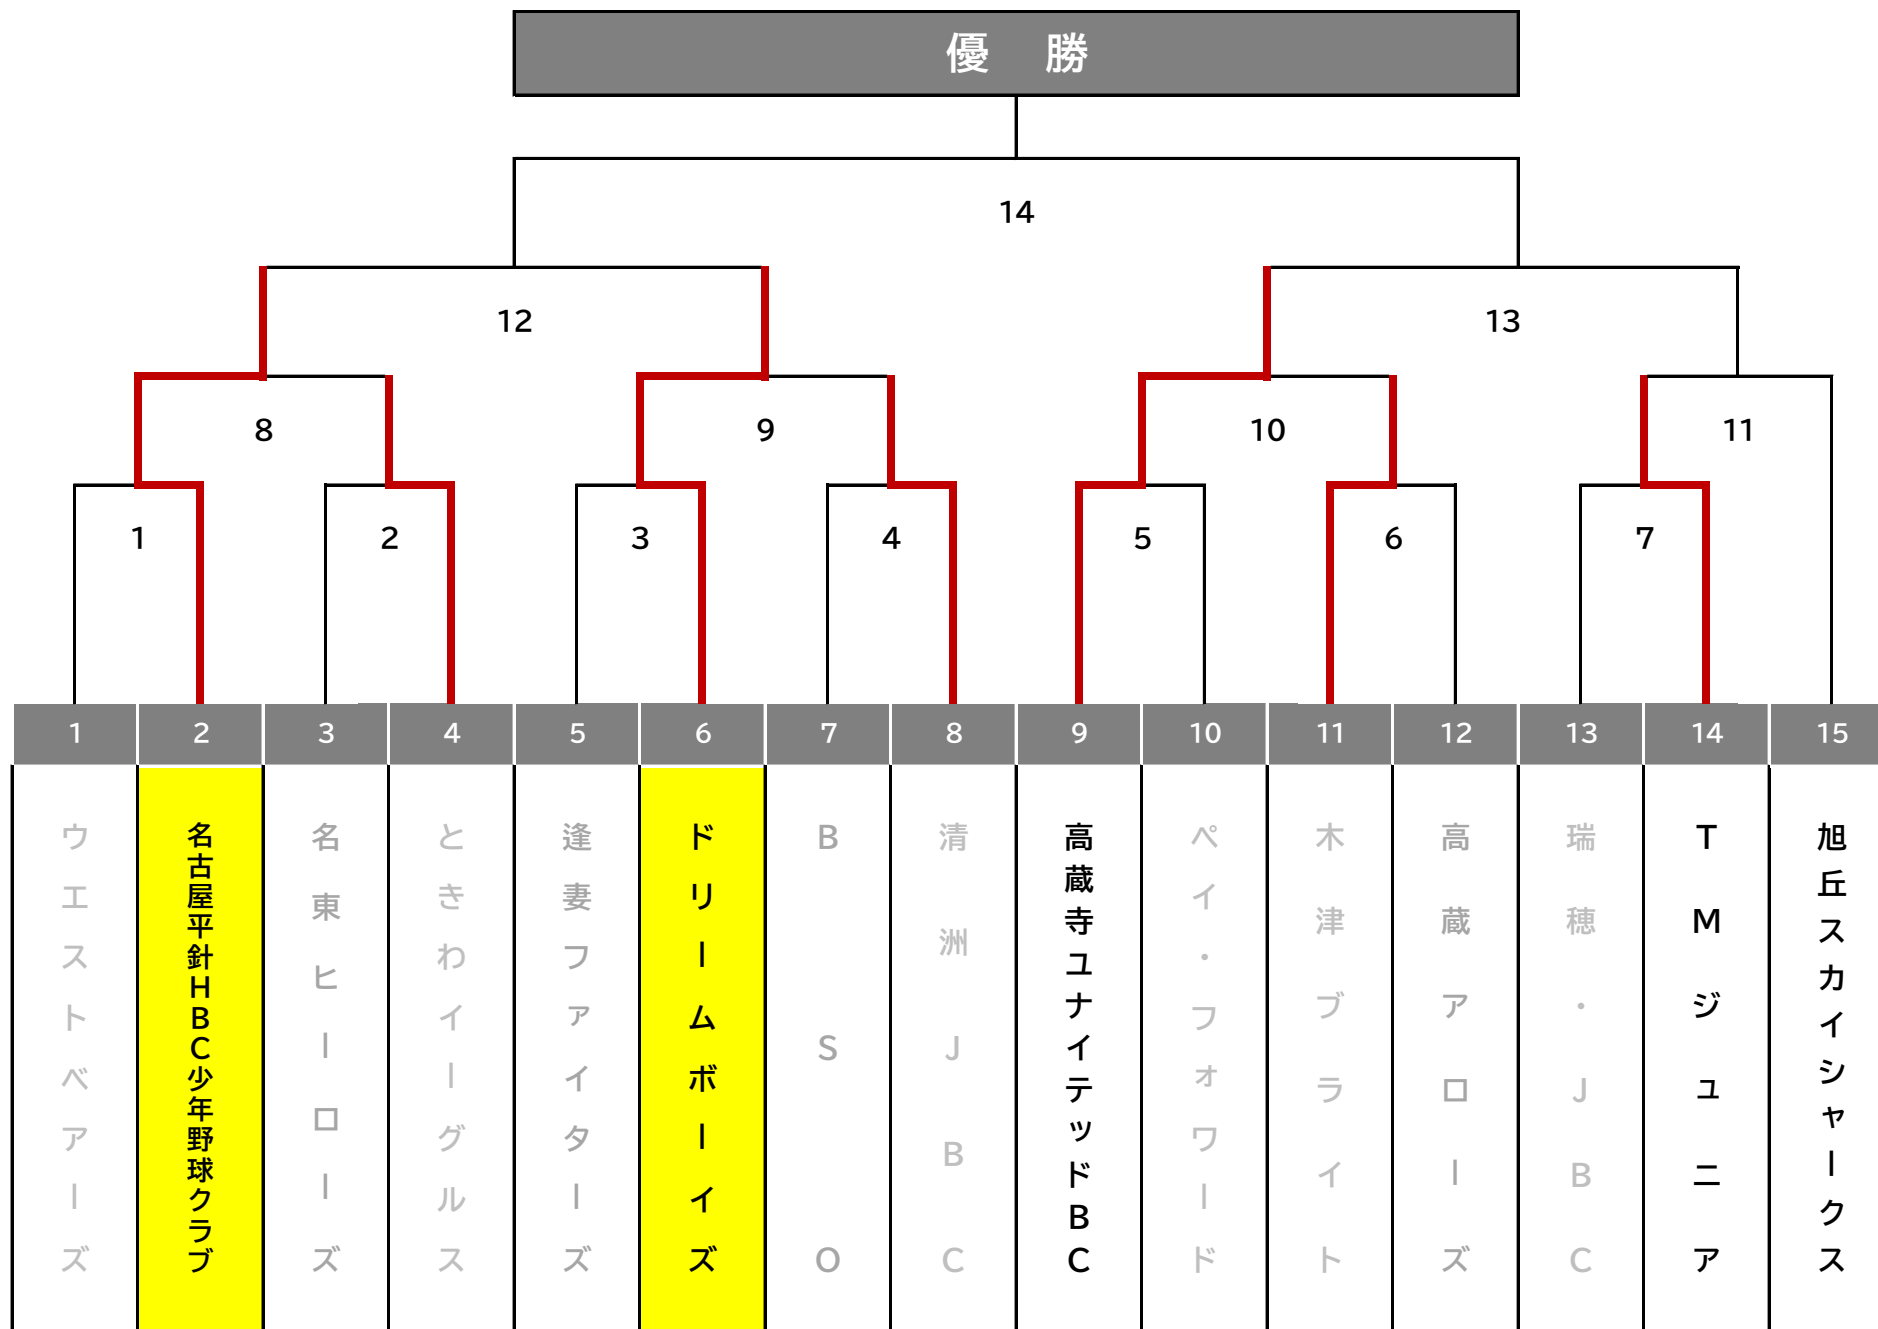 優 勝
14
12
13
8
9
10
11
1
2
3
4
5
6
7
1
2
3
4
5
6
7
8
9
10
11
12
13
14
15
ウエストベアーズ
名古屋平針HBC少年野球クラブ
名東ヒーローズ
ときわイーグルス
逢妻ファイターズ
ドリームボーイズ
BSO
清洲JBC
高蔵寺ユナイテッドBC
ペイ・フォワード
木津ブライト
高蔵アローズ
瑞穂・JBC
TMジュニア
旭丘スカイシャークス